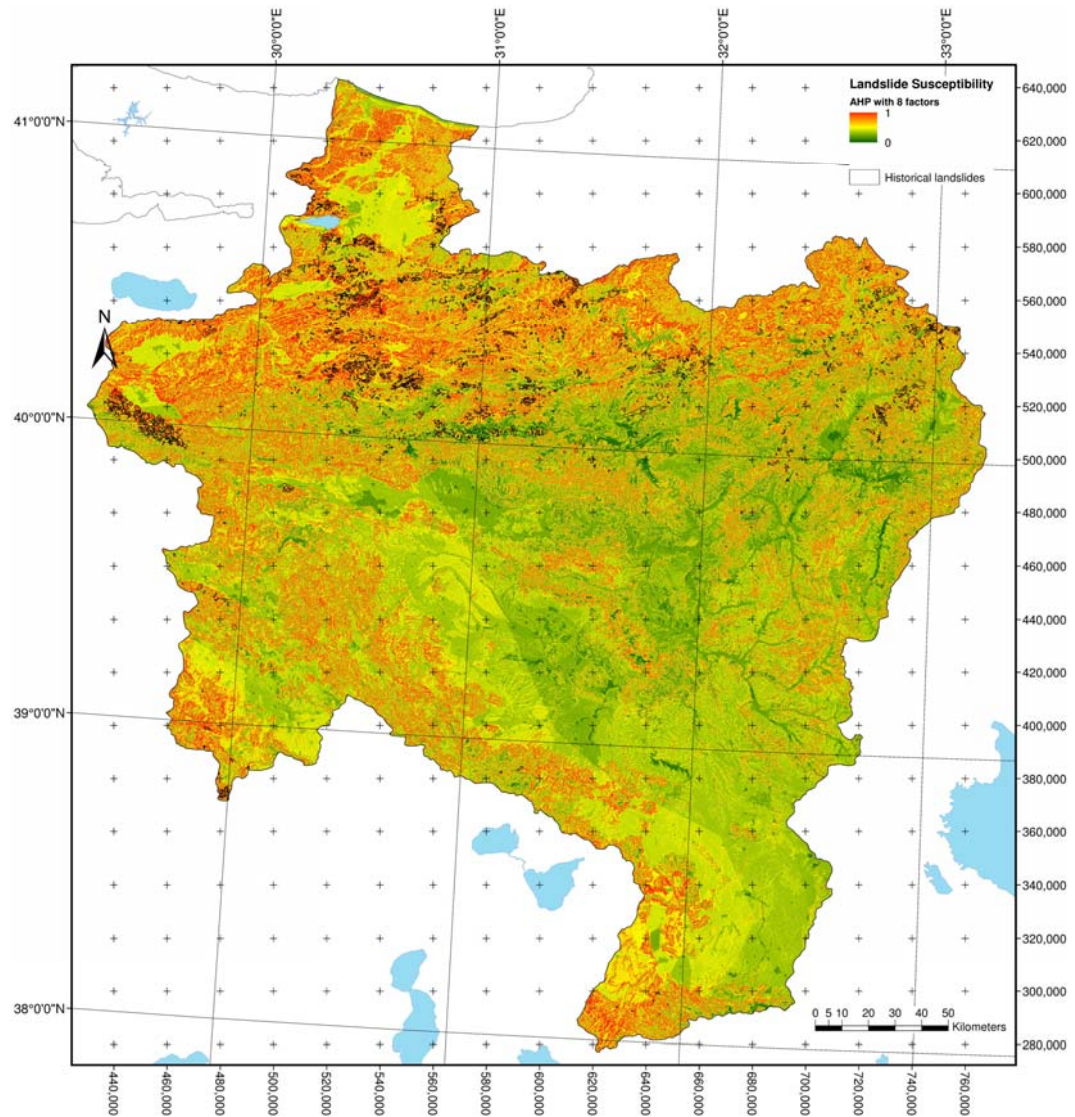 30°0'0"E
31°0'0"E
32°0'0"E
33°0'0"E
Landslide Susceptibility
AHP with 8 factors
1
0
Historical landslides
41°0'0"N
N
40°0'0"N
39°0'0"N
38°0'0"N
640,000
620,000
600,000
580,000
560,000
540,000
520,000
500,000
480,000
460,000
440,000
420,000
400,000
380,000
360,000
340,000
320,000
300,000
280,000
0 5 10 20 30 40 50
Kilometers
440,000
460,000
480,000
500,000
520,000
540,000
560,000
580,000
600,000
620,000
640,000
660,000
680,000
700,000
720,000
740,000
760,000